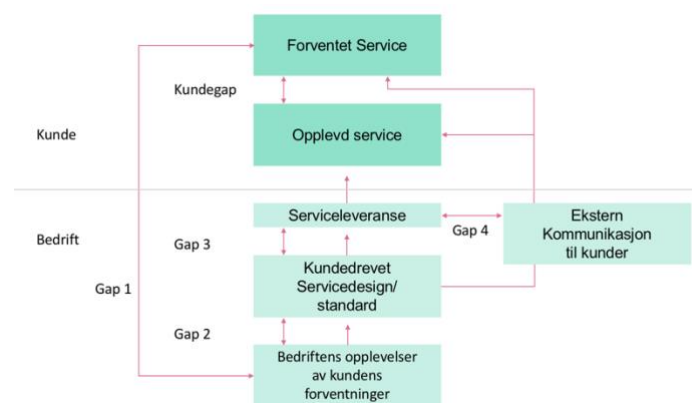 Forventet Service
Kundegap
Kunde
Opplevd service
Serviceleveranse
Ekstern
Kommunikasjon
til kunder
Gap 4
Bedrift
Gap 3
Kundedrevet
Servicedesign/
standard
Gap 1
Gap 2
Bedriftens opplevelser
av kundens
forventninger